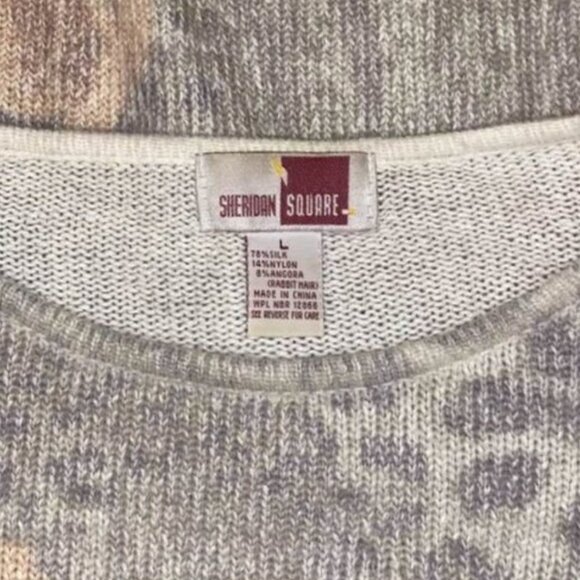 SHERIDAN SQUARE
L
78% SILK
14% NYLON
8% ANGORA
(RABBIT HAIR)
MADE IN CHINA
WPL NBR 12866
SEE REVERSE FOR CARE